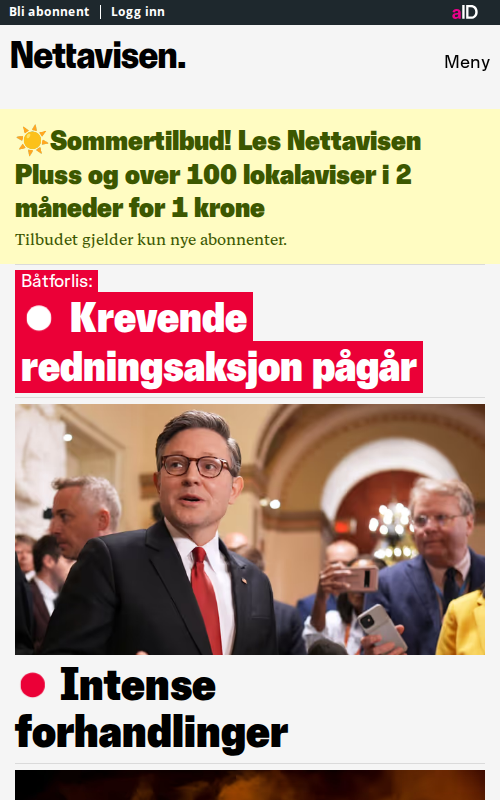 Bli abonnent
Logg inn
aID
Nettavisen.
Meny
Sommertilbud! Les Nettavisen
Pluss og over 100 lokalaviser i 2
måneder for 1 krone
Tilbudet gjelder kun nye abonnenter.
Båtforlis:
Krevende
redningsaksjon pågår
Intense
forhandlinger